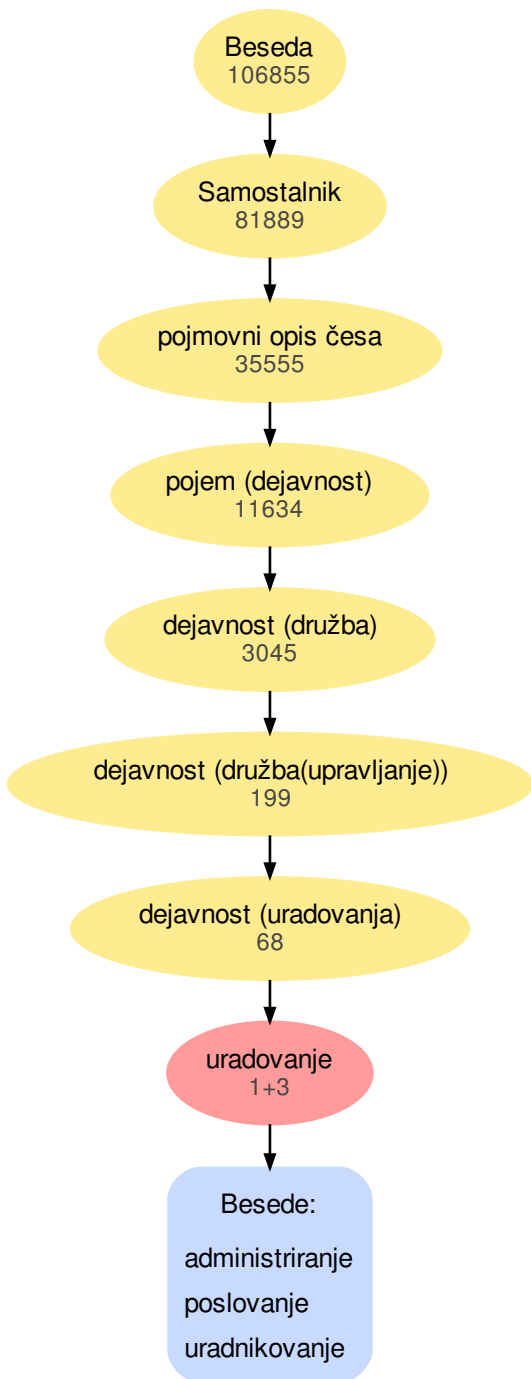 Beseda
106855
Samostalnik
81889
pojmovni opis česa
35555
pojem (dejavnost)
11634
dejavnost (družba)
3045
dejavnost (družba(upravljanje))
199
dejavnost (uradovanja)
68
uradovanje
1+3
Besede:
administriranje
poslovanje
uradnikovanje